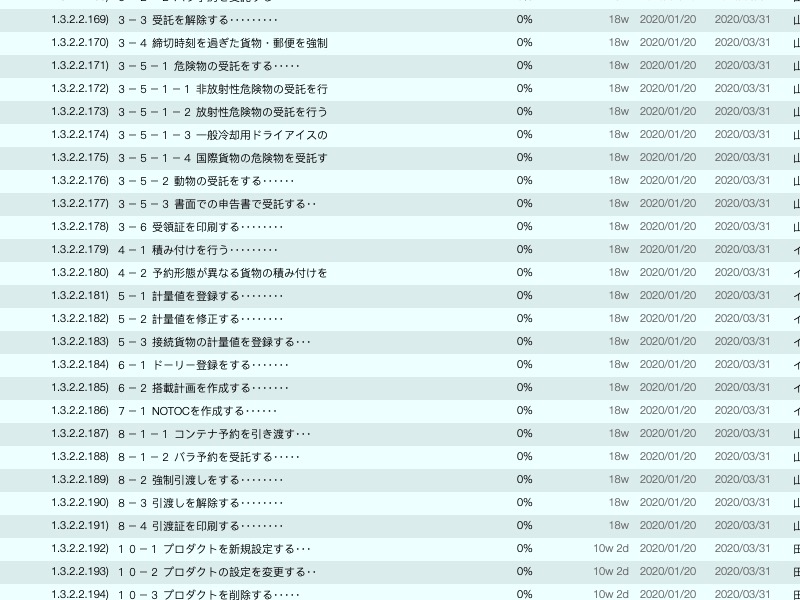 1.3.2.2.169) 3－3 受託を解除する········· 0% 18w 2020/01/20 2020/03/31 山
1.3.2.2.170) 3－4 締切時刻を過ぎた貨物・郵便を強制 0% 18w 2020/01/20 2020/03/31 山
1.3.2.2.171) 3－5－1 危険物の受託をする····· 0% 18w 2020/01/20 2020/03/31 山
1.3.2.2.172) 3－5－1－1 非放射性危険物の受託を行 0% 18w 2020/01/20 2020/03/31 山
1.3.2.2.173) 3－5－1－2 放射性危険物の受託を行う 0% 18w 2020/01/20 2020/03/31 山
1.3.2.2.174) 3－5－1－3 一般冷却用ドライアイスの 0% 18w 2020/01/20 2020/03/31 山
1.3.2.2.175) 3－5－1－4 国際貨物の危険物を受託す 0% 18w 2020/01/20 2020/03/31 山
1.3.2.2.176) 3－5－2 動物の受託をする······ 0% 18w 2020/01/20 2020/03/31 山
1.3.2.2.177) 3－5－3 書面での申告書で受託する·· 0% 18w 2020/01/20 2020/03/31 山
1.3.2.2.178) 3－6 受領証を印刷する········ 0% 18w 2020/01/20 2020/03/31 山
1.3.2.2.179) 4－1 積み付けを行う········· 0% 18w 2020/01/20 2020/03/31 イ
1.3.2.2.180) 4－2 予約形態が異なる貨物の積み付けを 0% 18w 2020/01/20 2020/03/31 イ
1.3.2.2.181) 5－1 計量値を登録する········ 0% 18w 2020/01/20 2020/03/31 イ
1.3.2.2.182) 5－2 計量値を修正する········ 0% 18w 2020/01/20 2020/03/31 イ
1.3.2.2.183) 5－3 接続貨物の計量値を登録する··· 0% 18w 2020/01/20 2020/03/31 イ
1.3.2.2.184) 6－1 ドーリー登録をする······· 0% 18w 2020/01/20 2020/03/31 イ
1.3.2.2.185) 6－2 搭載計画を作成する······· 0% 18w 2020/01/20 2020/03/31 イ
1.3.2.2.186) 7－1 NOTOCを作成する······ 0% 18w 2020/01/20 2020/03/31 イ
1.3.2.2.187) 8－1－1 コンテナ予約を引き渡す··· 0% 18w 2020/01/20 2020/03/31 山
1.3.2.2.188) 8－1－2 バラ予約を受託する····· 0% 18w 2020/01/20 2020/03/31 山
1.3.2.2.189) 8－2 強制引渡しをする········ 0% 18w 2020/01/20 2020/03/31 山
1.3.2.2.190) 8－3 引渡しを解除する········ 0% 18w 2020/01/20 2020/03/31 山
1.3.2.2.191) 8－4 引渡証を印刷する········ 0% 18w 2020/01/20 2020/03/31 山
1.3.2.2.192) 10－1 プロダクトを新規設定する··· 0% 10w 2d 2020/01/20 2020/03/31 田
1.3.2.2.193) 10－2 プロダクトの設定を変更する·· 0% 10w 2d 2020/01/20 2020/03/31 田
1.3.2.2.194) 10－3 プロダクトを削除する····· 0% 10w 2d 2020/01/20 2020/03/31 田